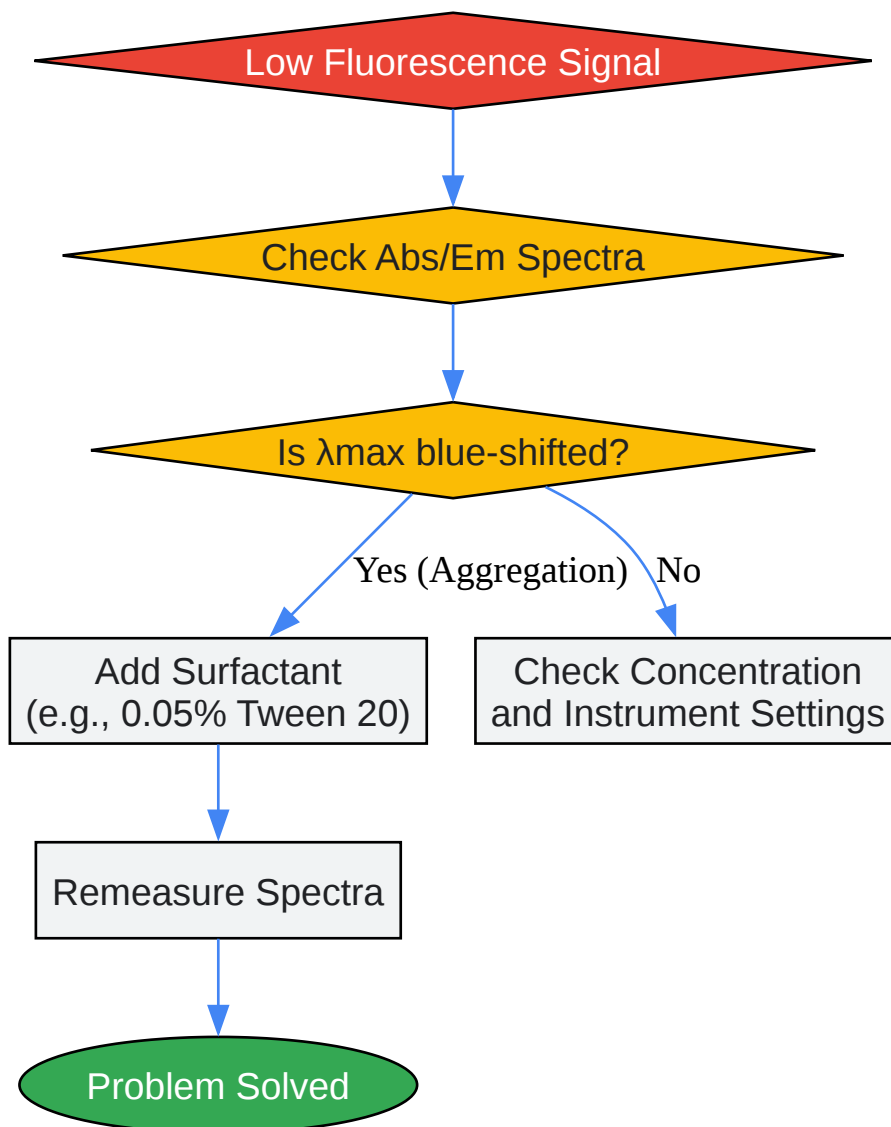 Low Fluorescence Signal
Check Abs/Em Spectra
Is λmax blue-shifted?
Yes (Aggregation)
No
Add Surfactant
(e.g., 0.05% Tween 20)
Check Concentration
and Instrument Settings
Remeasure Spectra
Problem Solved